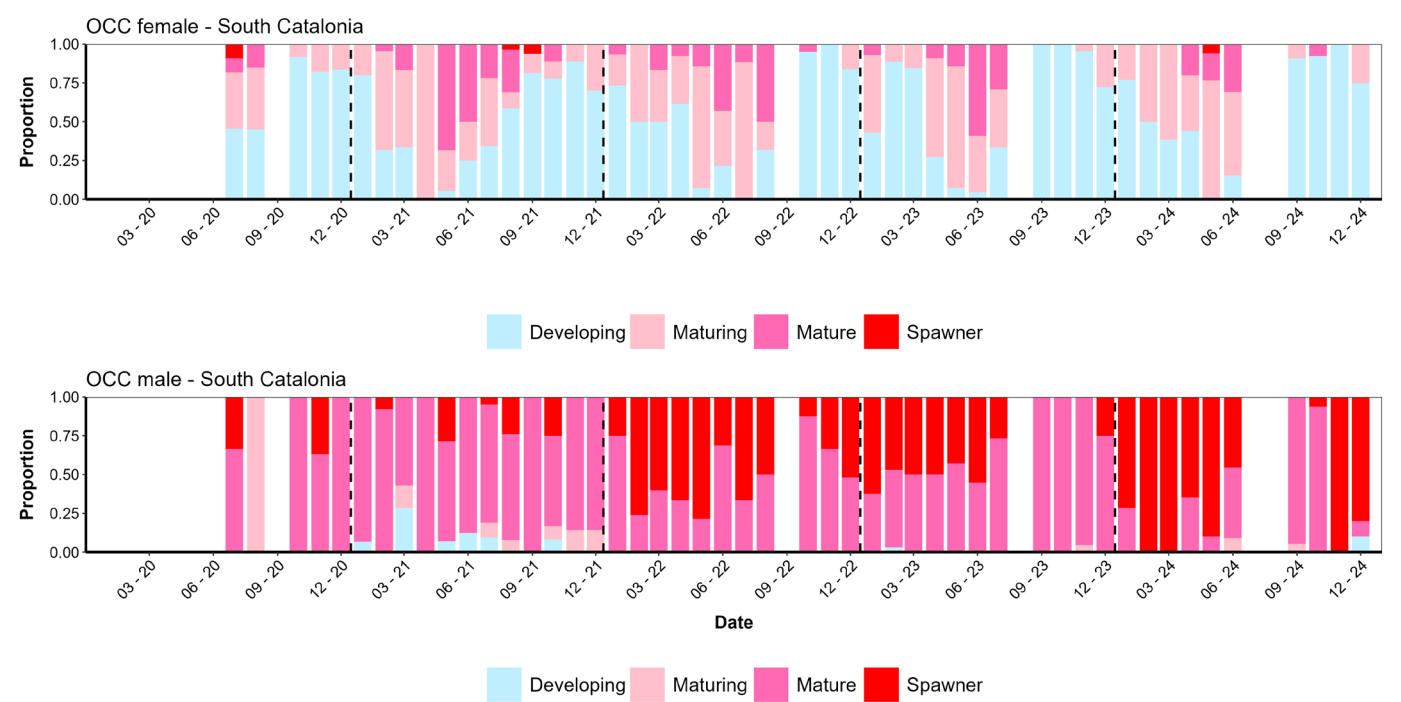 OCC female - South Catalonia
Proportion
1.00
0.75
0.50
0.25
0.00
03 - 20
06 - 20
09 - 20
12 - 20
03 - 21
06 - 21
09 - 21
12 - 21
03 - 22
06 - 22
09 - 22
12 - 22
03 - 23
06 - 23
09 - 23
12 - 23
03 - 24
06 - 24
09 - 24
12 - 24
Developing Maturing Mature Spawner
OCC male - South Catalonia
Proportion
1.00
0.75
0.50
0.25
0.00
03 - 20
06 - 20
09 - 20
12 - 20
03 - 21
06 - 21
09 - 21
12 - 21
03 - 22
06 - 22
09 - 22
12 - 22
03 - 23
06 - 23
09 - 23
12 - 23
03 - 24
06 - 24
09 - 24
12 - 24
Date
Developing Maturing Mature Spawner